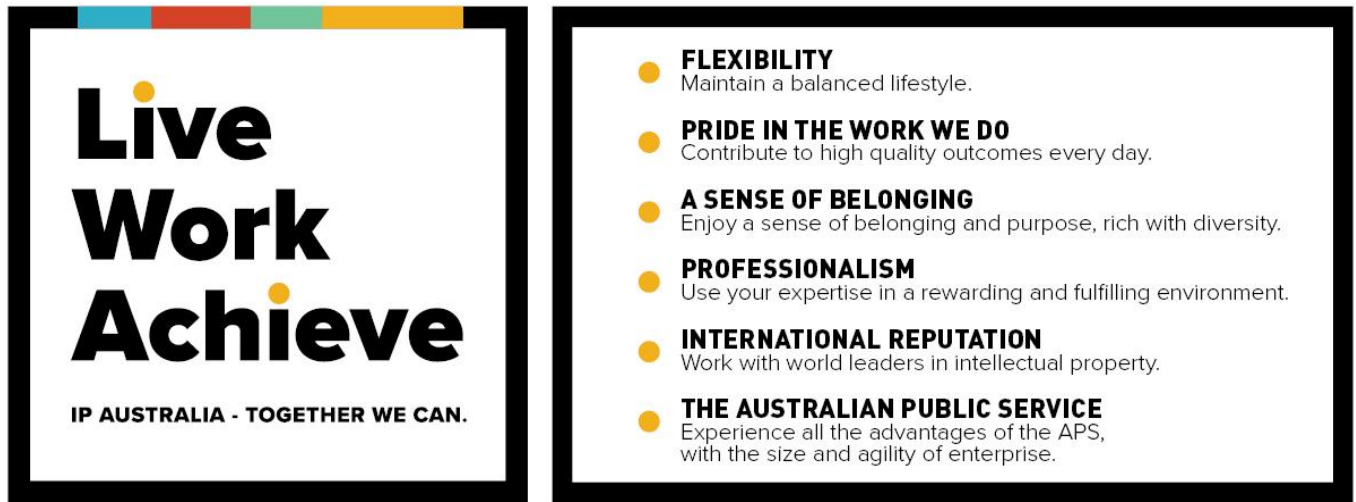 Live
Work
Achieve
IP AUSTRALIA - TOGETHER WE CAN.
FLEXIBILITY
Maintain a balanced lifestyle.
PRIDE IN THE WORK WE DO
Contribute to high quality outcomes every day.
A SENSE OF BELONGING
Enjoy a sense of belonging and purpose, rich with diversity.
PROFESSIONALISM
Use your expertise in a rewarding and fulfilling environment.
INTERNATIONAL REPUTATION
Work with world leaders in intellectual property.
THE AUSTRALIAN PUBLIC SERVICE
Experience all the advantages of the APS,
with the size and agility of enterprise.